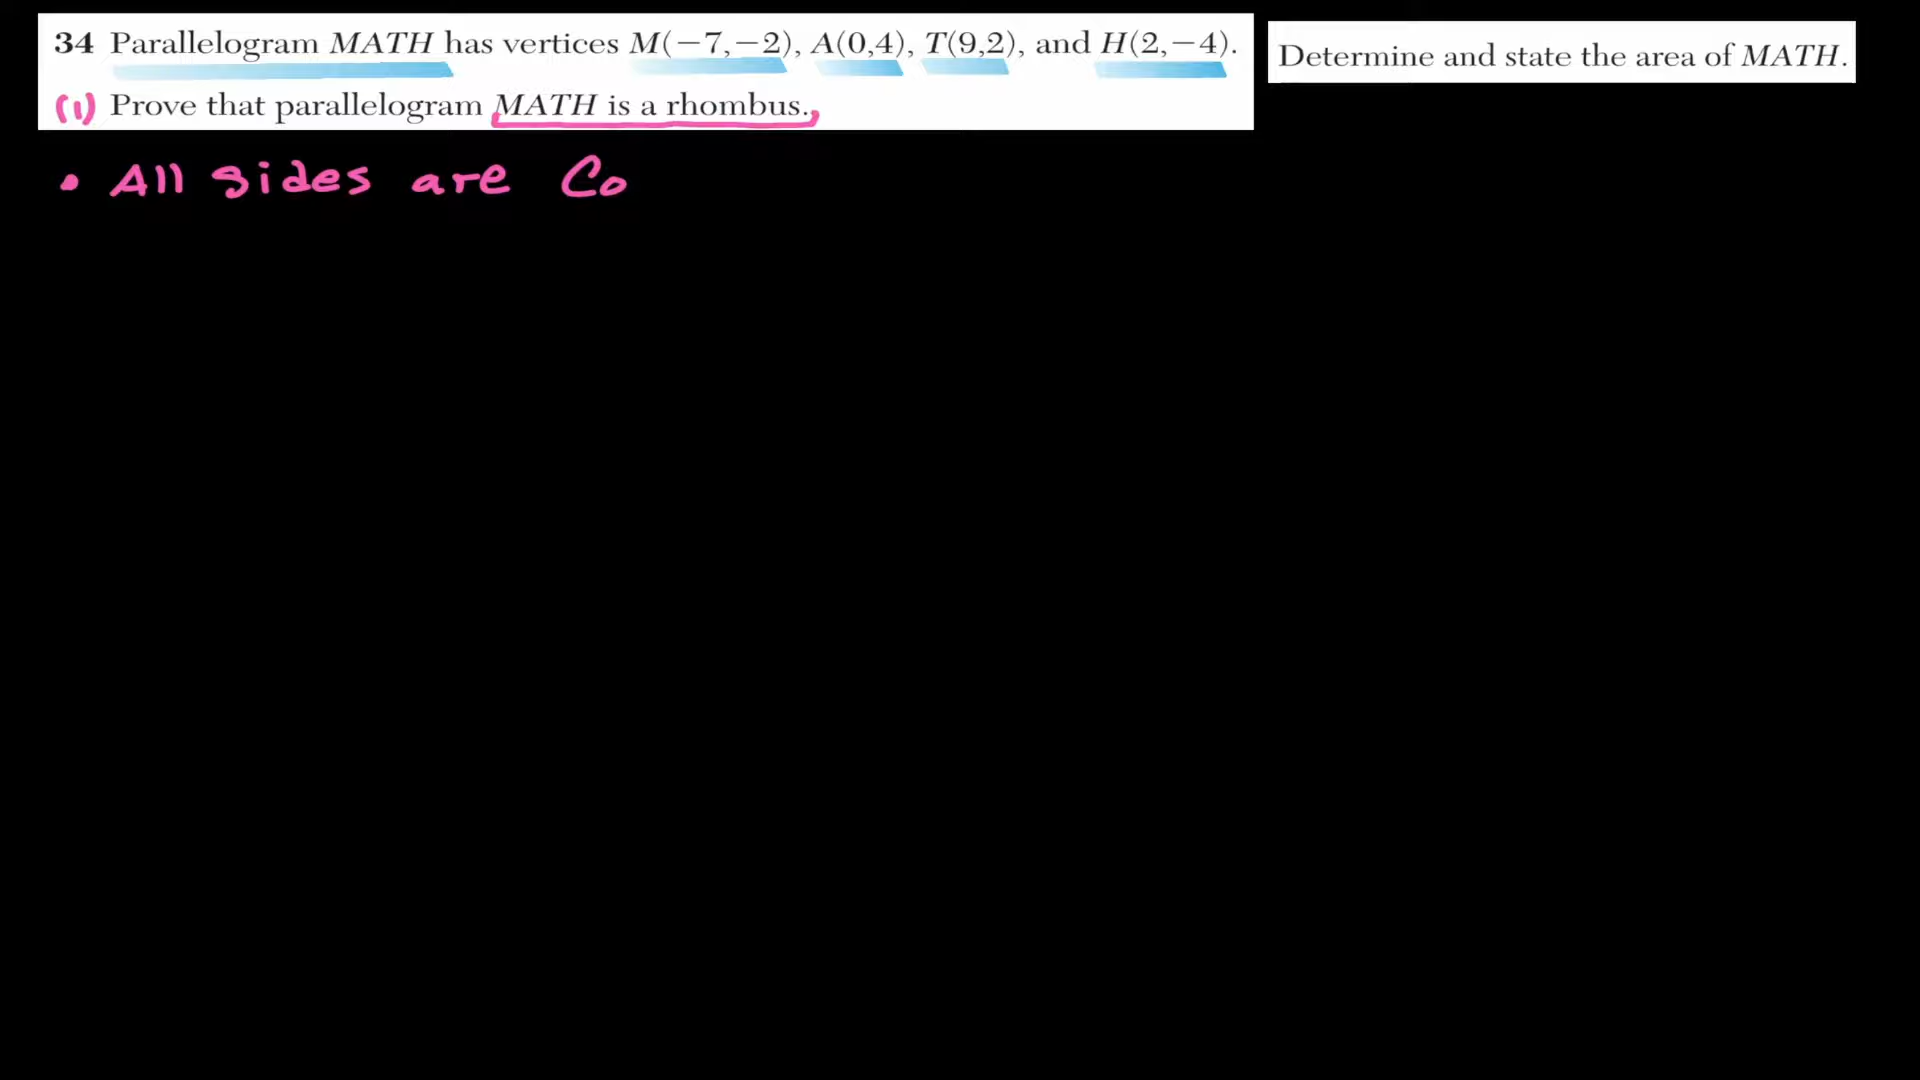 34 Parallelogram MATH has vertices M(−7,−2), A(0,4), T(9,2), and H(2,−4).
Determine and state the area of MATH.
(1) Prove that parallelogram MATH is a rhombus.
• All sides are Co